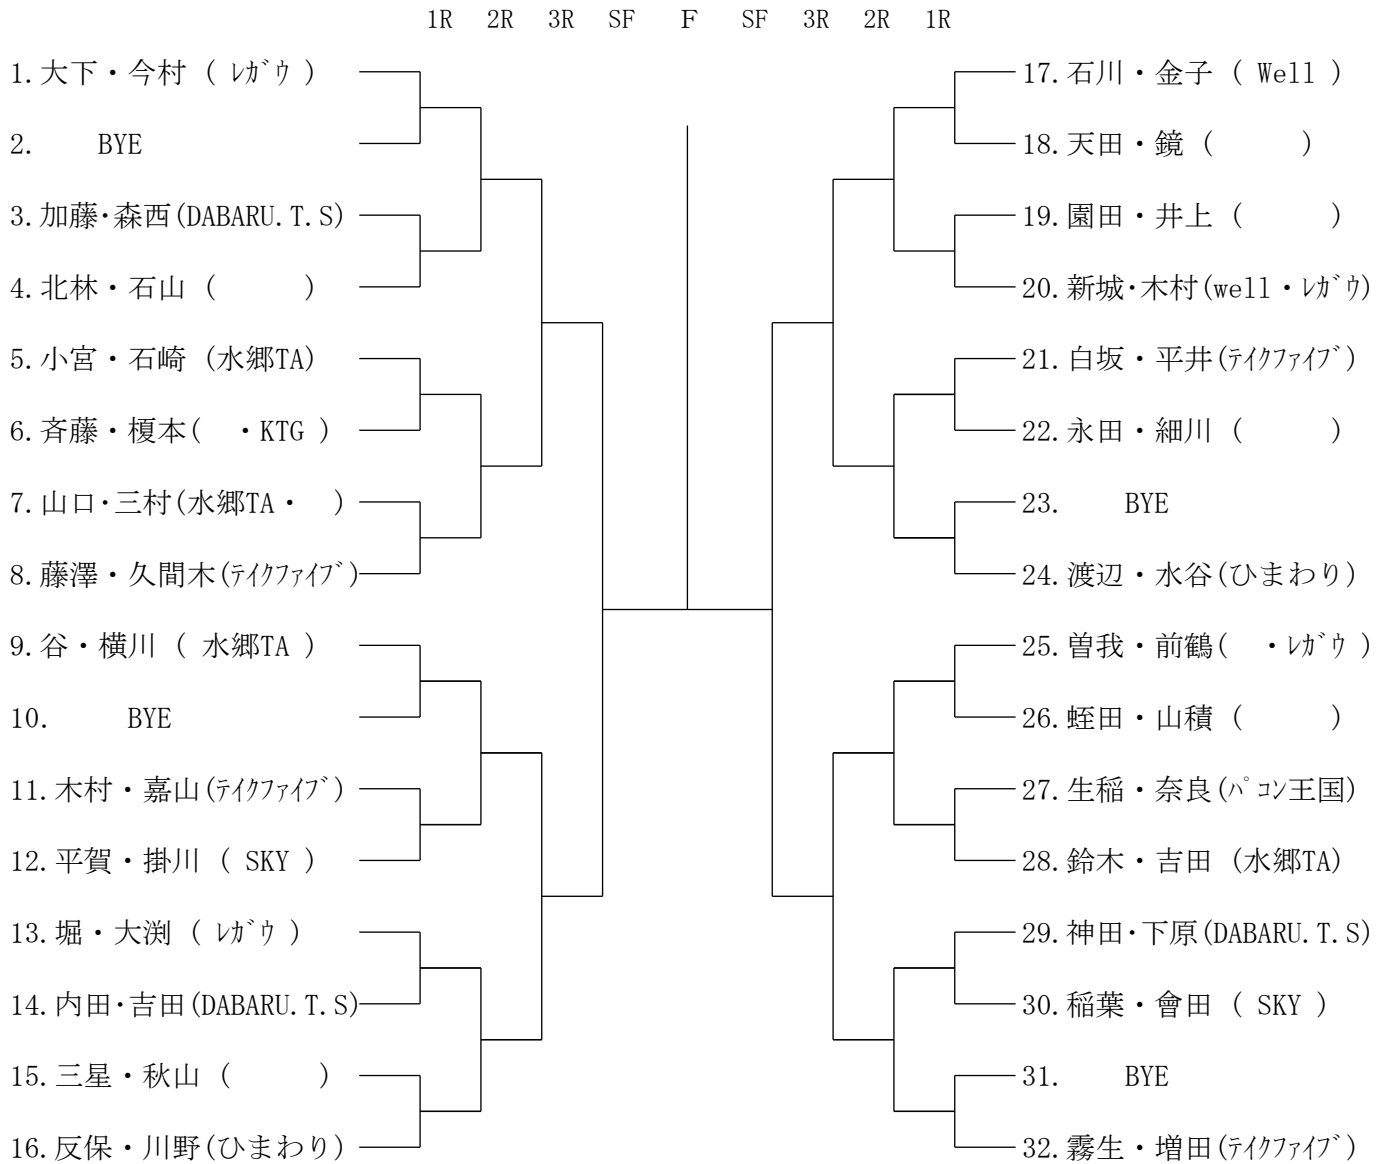 1R 2R 3R SF F SF 3R 2R 1R
1. 大下・今村 ( ﾚｶﾞｳ )
2. BYE
3. 加藤・森西(DABARU.T.S)
4. 北林・石山 ( )
5. 小宮・石崎 (水郷TA)
6. 斉藤・榎本( ・KTG )
7. 山口・三村(水郷TA・ )
8. 藤澤・久間木(ﾃｲｸﾌｧｲﾌﾞ)
9. 谷・横川 ( 水郷TA )
10. BYE
11. 木村・嘉山(ﾃｲｸﾌｧｲﾌﾞ)
12. 平賀・掛川 ( SKY )
13. 堀・大渕 ( ﾚｶﾞｳ )
14. 内田・吉田(DABARU.T.S)
15. 三星・秋山 ( )
16. 反保・川野(ひまわり)
17. 石川・金子 ( Well )
18. 天田・鏡 ( )
19. 園田・井上 ( )
20. 新城・木村(well・ﾚｶﾞｳ)
21. 白坂・平井(ﾃｲｸﾌｧｲﾌﾞ)
22. 永田・細川 ( )
23. BYE
24. 渡辺・水谷(ひまわり)
25. 曽我・前鶴( ・ﾚｶﾞｳ )
26. 蛭田・山積 ( )
27. 生稲・奈良(ﾊﾟｺﾝ王国)
28. 鈴木・吉田 (水郷TA)
29. 神田・下原(DABARU.T.S)
30. 稲葉・會田 ( SKY )
31. BYE
32. 霧生・増田(ﾃｲｸﾌｧｲﾌﾞ)